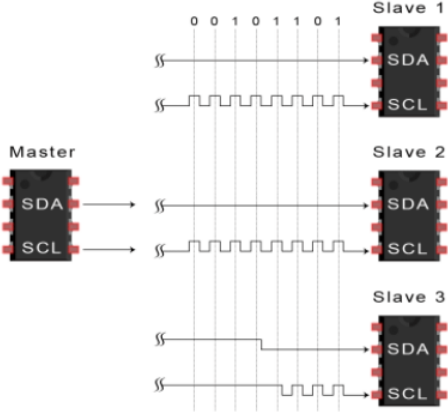 0 0 1 0 1 1 0 1
Slave 1
SDA
SCL
Master
SDA
SCL
Slave 2
SDA
SCL
Slave 3
SDA
SCL